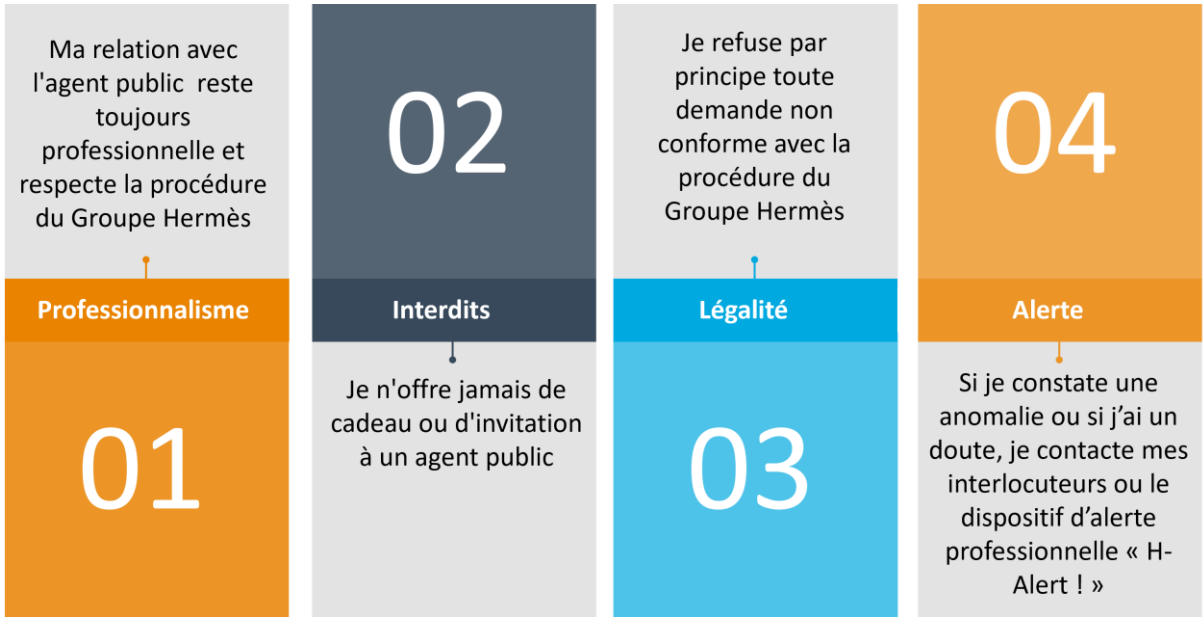 Ma relation avec
l'agent public reste
toujours
professionnelle et
respecte la procédure
du Groupe Hermès
Professionnalisme
01
02
Interdits
Je n'offre jamais de
cadeau ou d'invitation
à un agent public
Je refuse par
principe toute
demande non
conforme avec la
procédure du
Groupe Hermès
Légalité
03
04
Alerte
Si je constate une
anomalie ou si j’ai un
doute, je contacte mes
interlocuteurs ou le
dispositif d’alerte
professionnelle « H-
Alert ! »